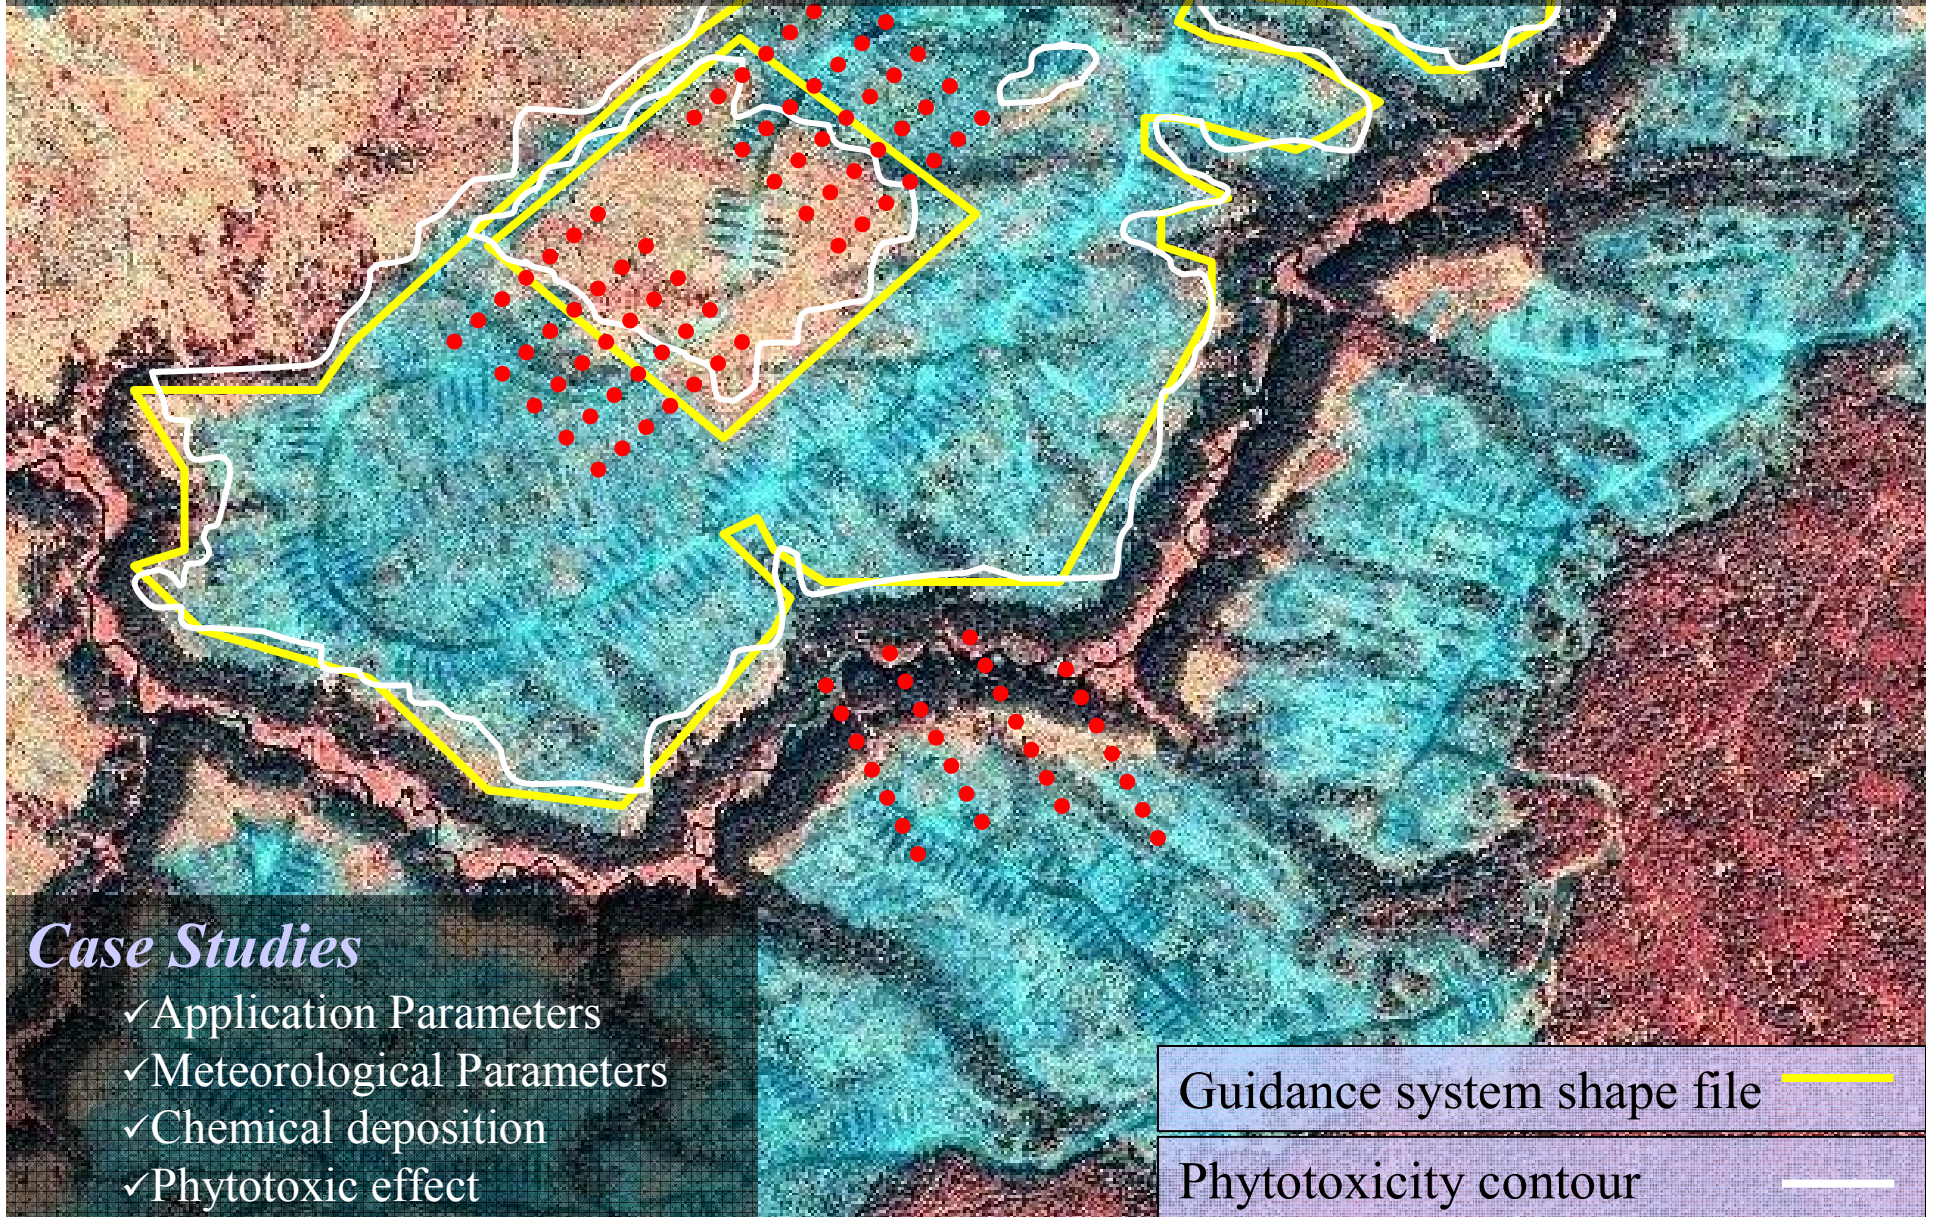 Case Studies
✓Application Parameters
✓Meteorological Parameters
✓Chemical deposition
✓Phytotoxic effect
Guidance system shape file
Phytotoxicity contour